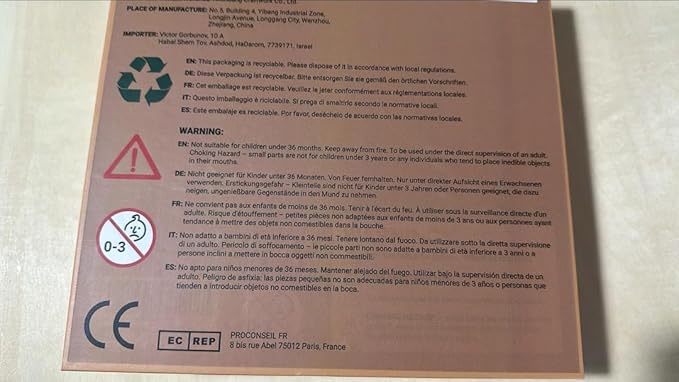 Craftwork Co., Ltd.
PLACE OF MANUFACTURE: No.5, Building 4, Yibang Industrial Zone,
Longjin Avenue, Longgang City, Wenzhou,
Zhejiang, China
IMPORTER: Victor Gorbunov, 10 A
Habal Shem Tov, Ashdod, HaDarom, 7739171, Israel
EN: This packaging is recyclable. Please dispose of it in accordance with local regulations.
DE: Diese Verpackung ist recycelbar. Bitte entsorgen Sie sie gemäß den örtlichen Vorschriften.
FR: Cet emballage est recyclable. Veuillez le jeter conformément aux réglementations locales.
IT: Questo imballaggio è riciclabile. Si prega di smaltirlo secondo le normative locali.
ES: Este embalaje es reciclable. Por favor, deséchelo de acuerdo con las normativas locales.
WARNING:
EN: Not suitable for children under 36 months. Keep away from fire. To be used under the direct supervision of an adult.
Choking Hazard – small parts are not for children under 3 years or any individuals who tend to place inedible objects
in their mouths.
DE: Nicht geeignet für Kinder unter 36 Monaten. Von Feuer fernhalten. Nur unter direkter Aufsicht eines Erwachsenen
verwenden. Erstickungsgefahr – Kleinteile sind nicht für Kinder unter 3 Jahren oder Personen geeignet, die dazu
neigen, ungenießbare Gegenstände in den Mund zu nehmen.
FR: Ne convient pas aux enfants de moins de 36 mois. Tenir à l'écart du feu. À utiliser sous la surveillance directe d'un
adulte. Risque d'étouffement – petites pièces non adaptées aux enfants de moins de 3 ans ou aux personnes ayant
tendance à mettre des objets non comestibles dans la bouche.
IT: Non adatto a bambini di età inferiore a 36 mesi. Tenere lontano dal fuoco. Da utilizzare sotto la diretta supervisione
di un adulto. Pericolo di soffocamento – le piccole parti non sono adatte a bambini di età inferiore a 3 anni o a
persone inclini a mettere in bocca oggetti non commestibili.
ES: No apto para niños menores de 36 meses. Mantener alejado del fuego. Utilizar bajo la supervisión directa de un
adulto. Peligro de asfixia: las piezas pequeñas no son adecuadas para niños menores de 3 años o personas que
tienden a introducir objetos no comestibles en la boca.
0-3
CE
EC REP
PROCONSEIL FR
8 bis rue Abel 75012 Paris, France